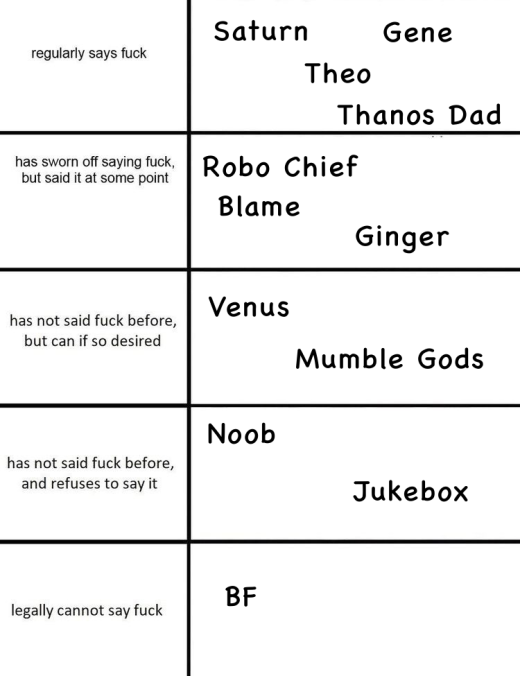 regularly says fuck
Saturn Gene
Theo
Thanos Dad
has sworn off saying fuck,
but said it at some point
Robo Chief
Blame
Ginger
has not said fuck before,
but can if so desired
Venus
Mumble Gods
has not said fuck before,
and refuses to say it
Noob
Jukebox
legally cannot say fuck
BF